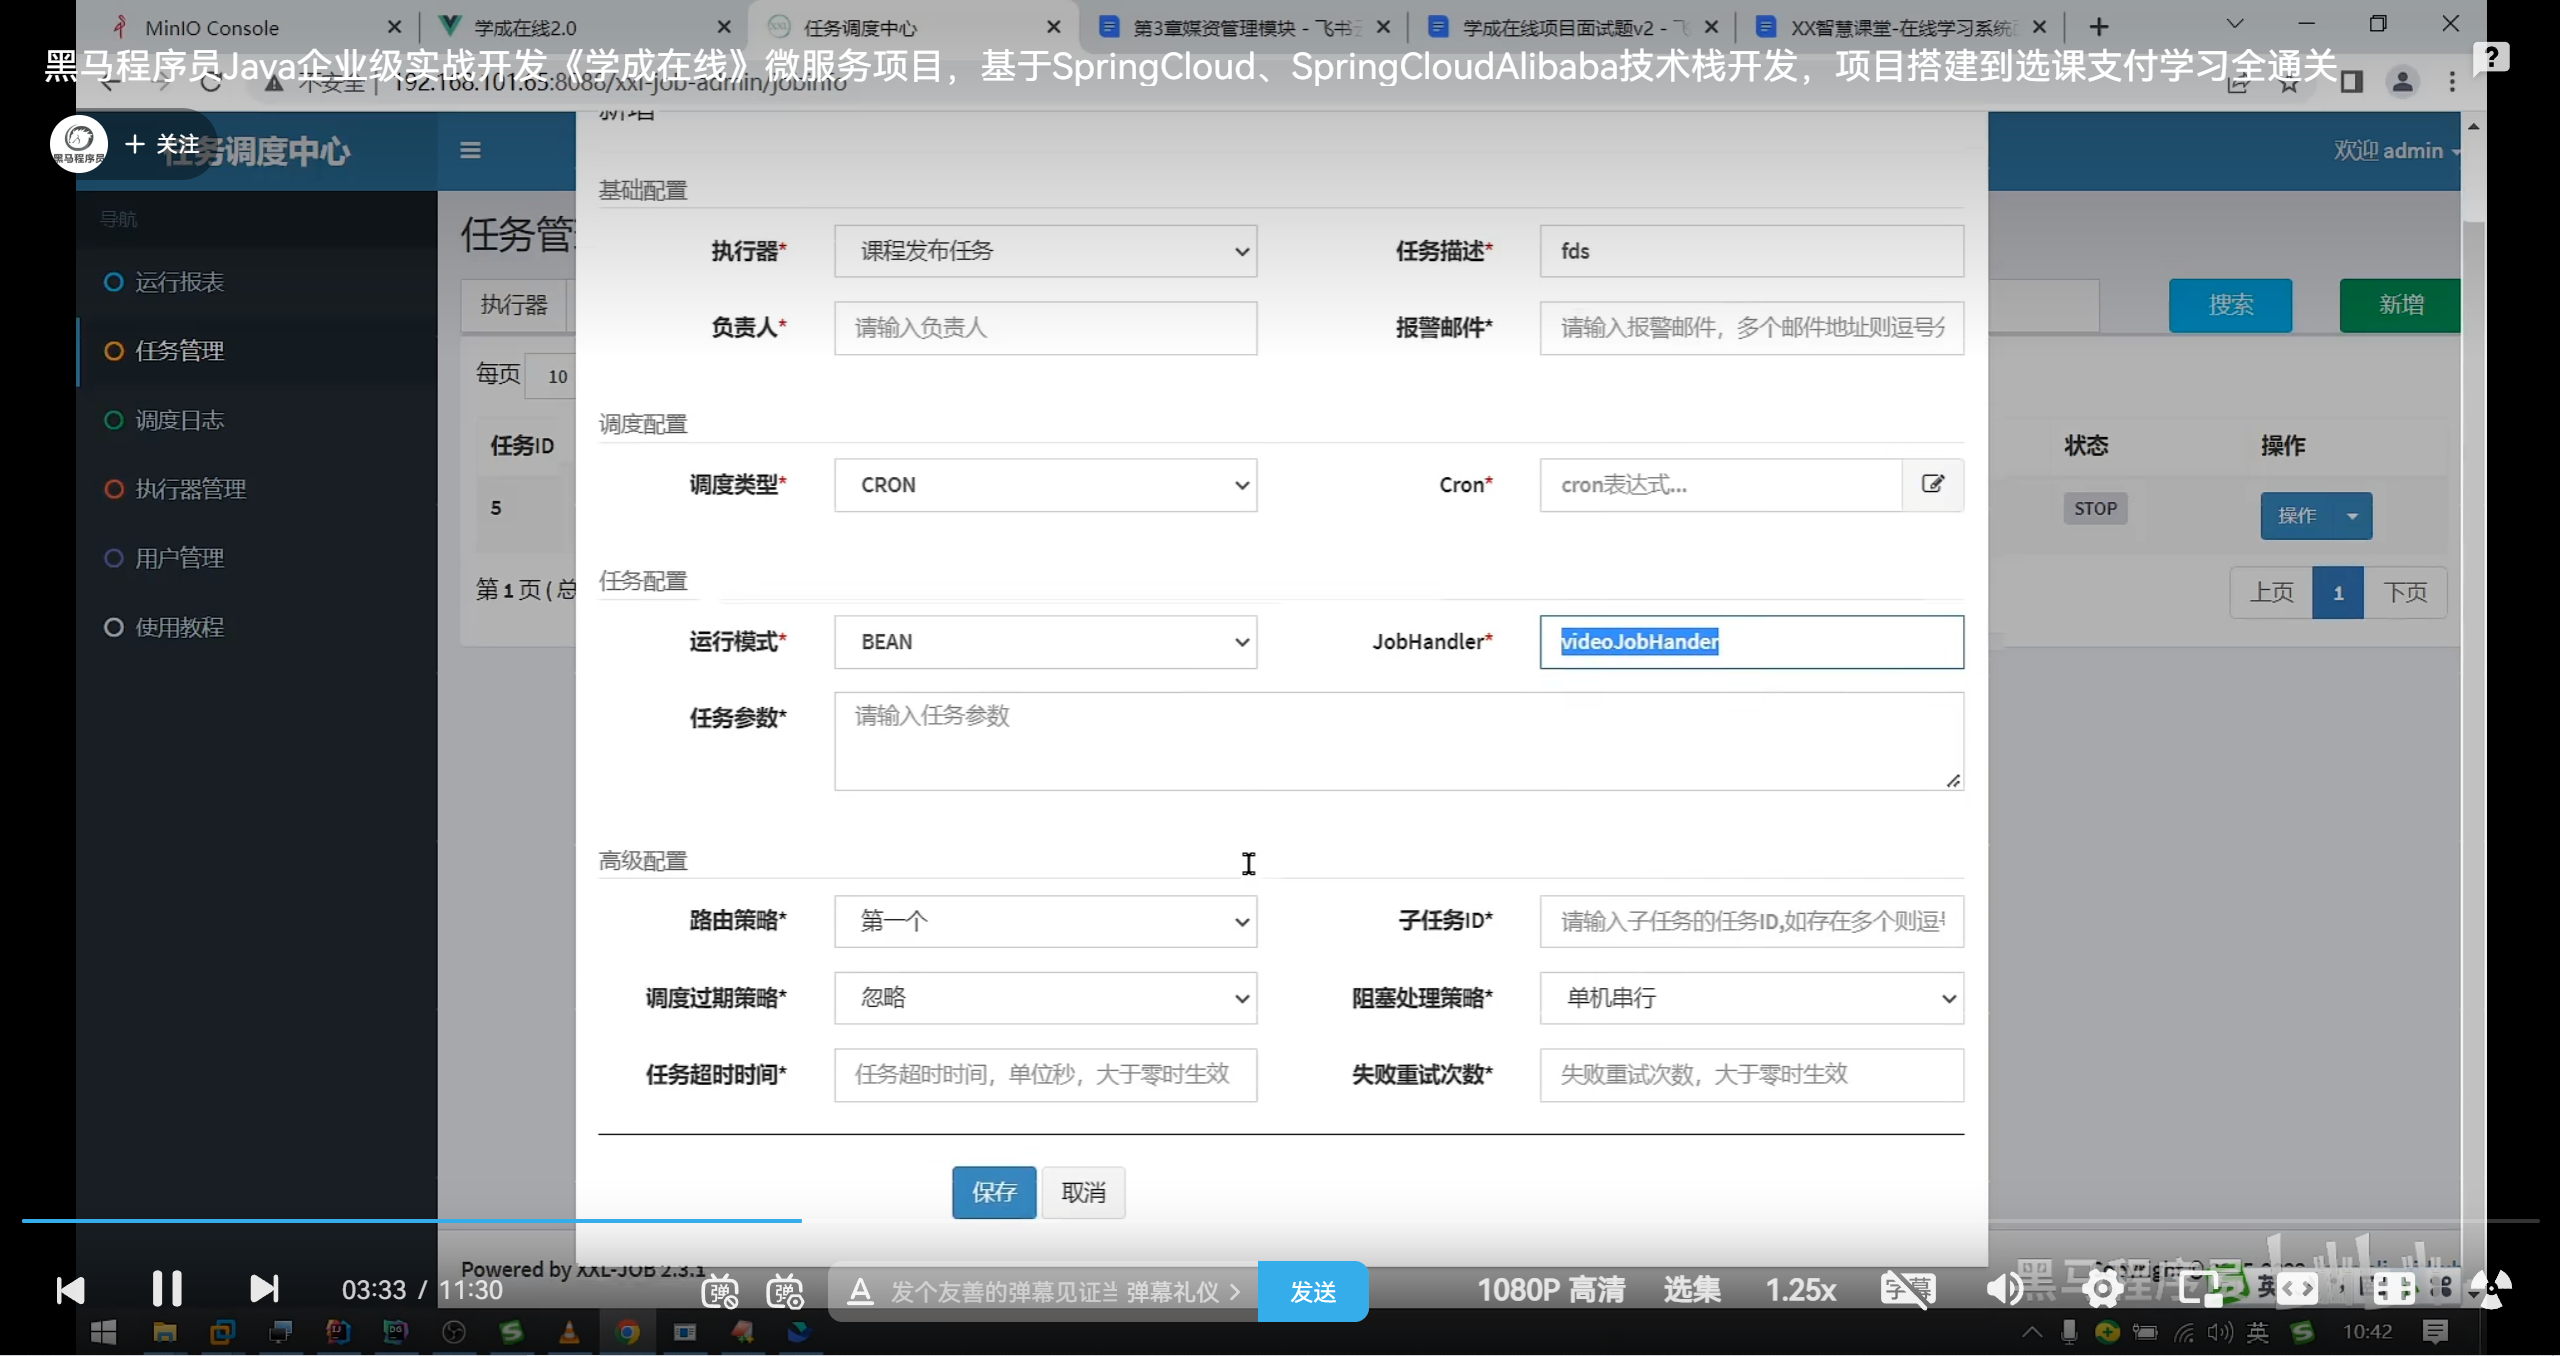 MinIO Console
学成在线2.0
任务调度中心
第3章媒资管理模块 - 飞书
学成在线项目面试题v2 -
XX智慧课堂-在线学习系统
黑马程序员Java企业级实战开发《学成在线》微服务项目，基于SpringCloud、SpringCloudAlibaba技术栈开发，项目搭建到选课支付学习全通关
不安全 | 192.168.101.65:8088/xxl-job-admin/jobinfo
新增
黑马程序员
+ 关注
任务调度中心
欢迎 admin
导航
基础配置
任务管
执行器* 课程发布任务 任务描述* fds
运行报表
执行器
搜索
新增
负责人* 请输入负责人 报警邮件* 请输入报警邮件，多个邮件地址则逗号分
任务管理
每页 10
调度日志
调度配置
任务ID
状态
操作
调度类型* CRON Cron* cron表达式...
执行器管理
5
STOP
操作
用户管理
任务配置
第 1 页 ( 总
上页 1 下页
使用教程
运行模式* BEAN JobHandler* videoJobHander
任务参数* 请输入任务参数
高级配置
路由策略* 第一个 子任务ID* 请输入子任务的任务ID,如存在多个则逗号
调度过期策略* 忽略 阻塞处理策略* 单机串行
任务超时时间* 任务超时时间，单位秒，大于零时生效 失败重试次数* 失败重试次数，大于零时生效
保存 取消
Powered by XXL-JOB 2.3.1
黑马程序员
03:33 / 11:30
弹 弹
发个友善的弹幕见证当 弹幕礼仪 >
发送
1080P 高清
选集
1.25x
字幕
英
英
10:42